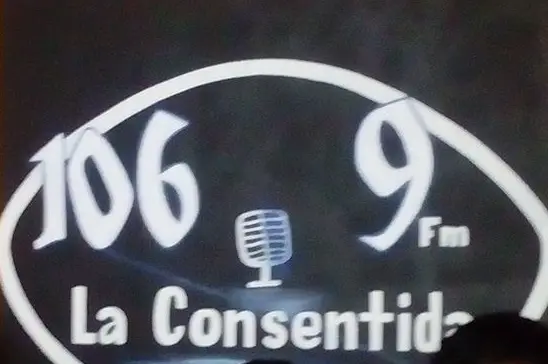 106 9 Fm
La Consentida